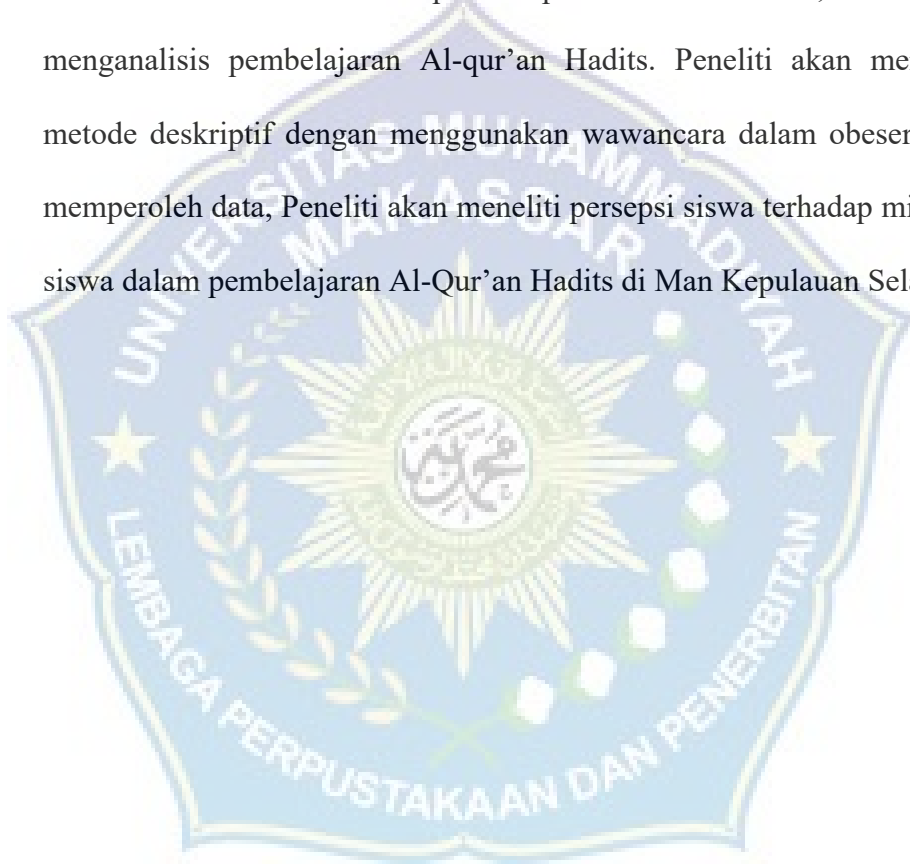 menganalisis pembelajaran Al-qur’an Hadits. Peneliti akan me
metode deskriptif dengan menggunakan wawancara dalam obeser
memperoleh data, Peneliti akan meneliti persepsi siswa terhadap mi
siswa dalam pembelajaran Al-Qur’an Hadits di Man Kepulauan Sela
UNIVERSITAS MUHAMMADIYAH
MAKASSAR
LEMBAGA PERPUSTAKAAN DAN PENERBITAN